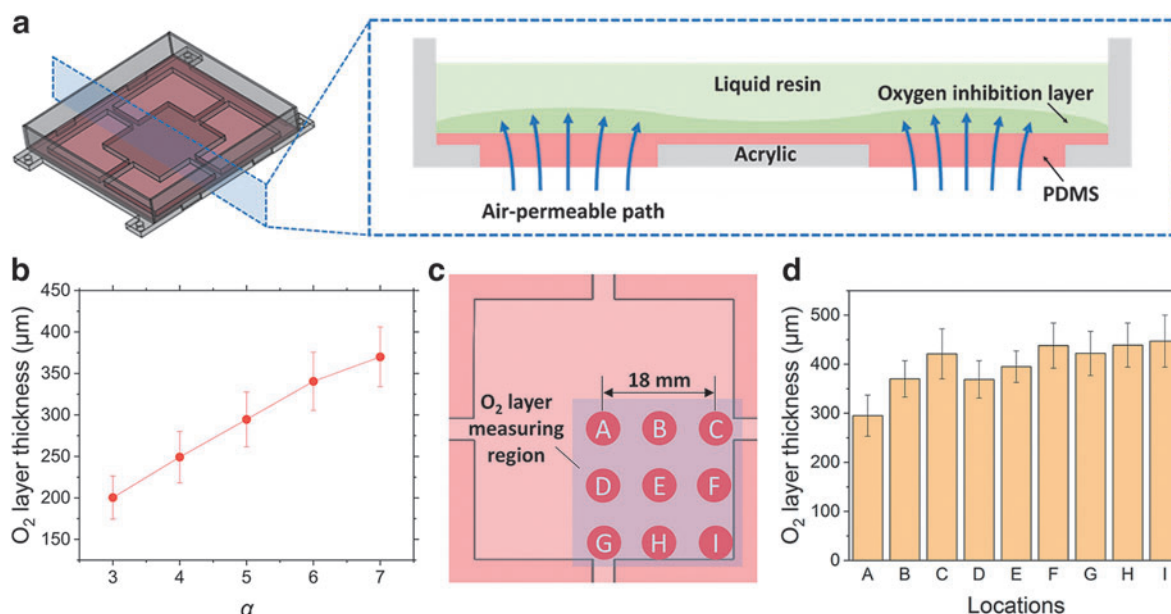 a
Liquid resin
Oxygen inhibition layer
Acrylic
PDMS
Air-permeable path
b
O₂ layer thickness (μm)
450
400
350
300
250
200
150
3 4 5 6 7
α
c
18 mm
O₂ layer
measuring
region
A B C
D E F
G H I
d
O₂ layer thickness (μm)
500
400
300
200
100
0
A B C D E F G H I
Locations